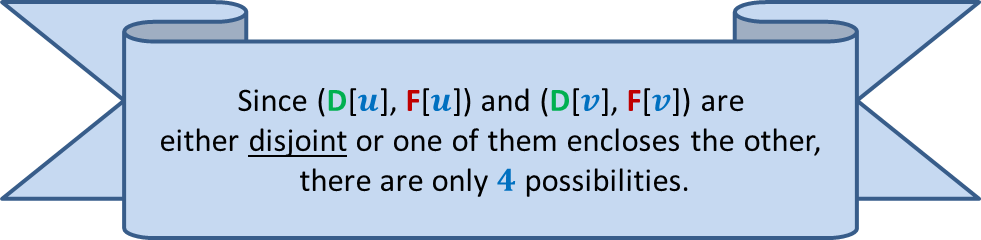 Since (D[u], F[u]) and (D[v], F[v]) are
either disjoint or one of them encloses the other,
there are only 4 possibilities.